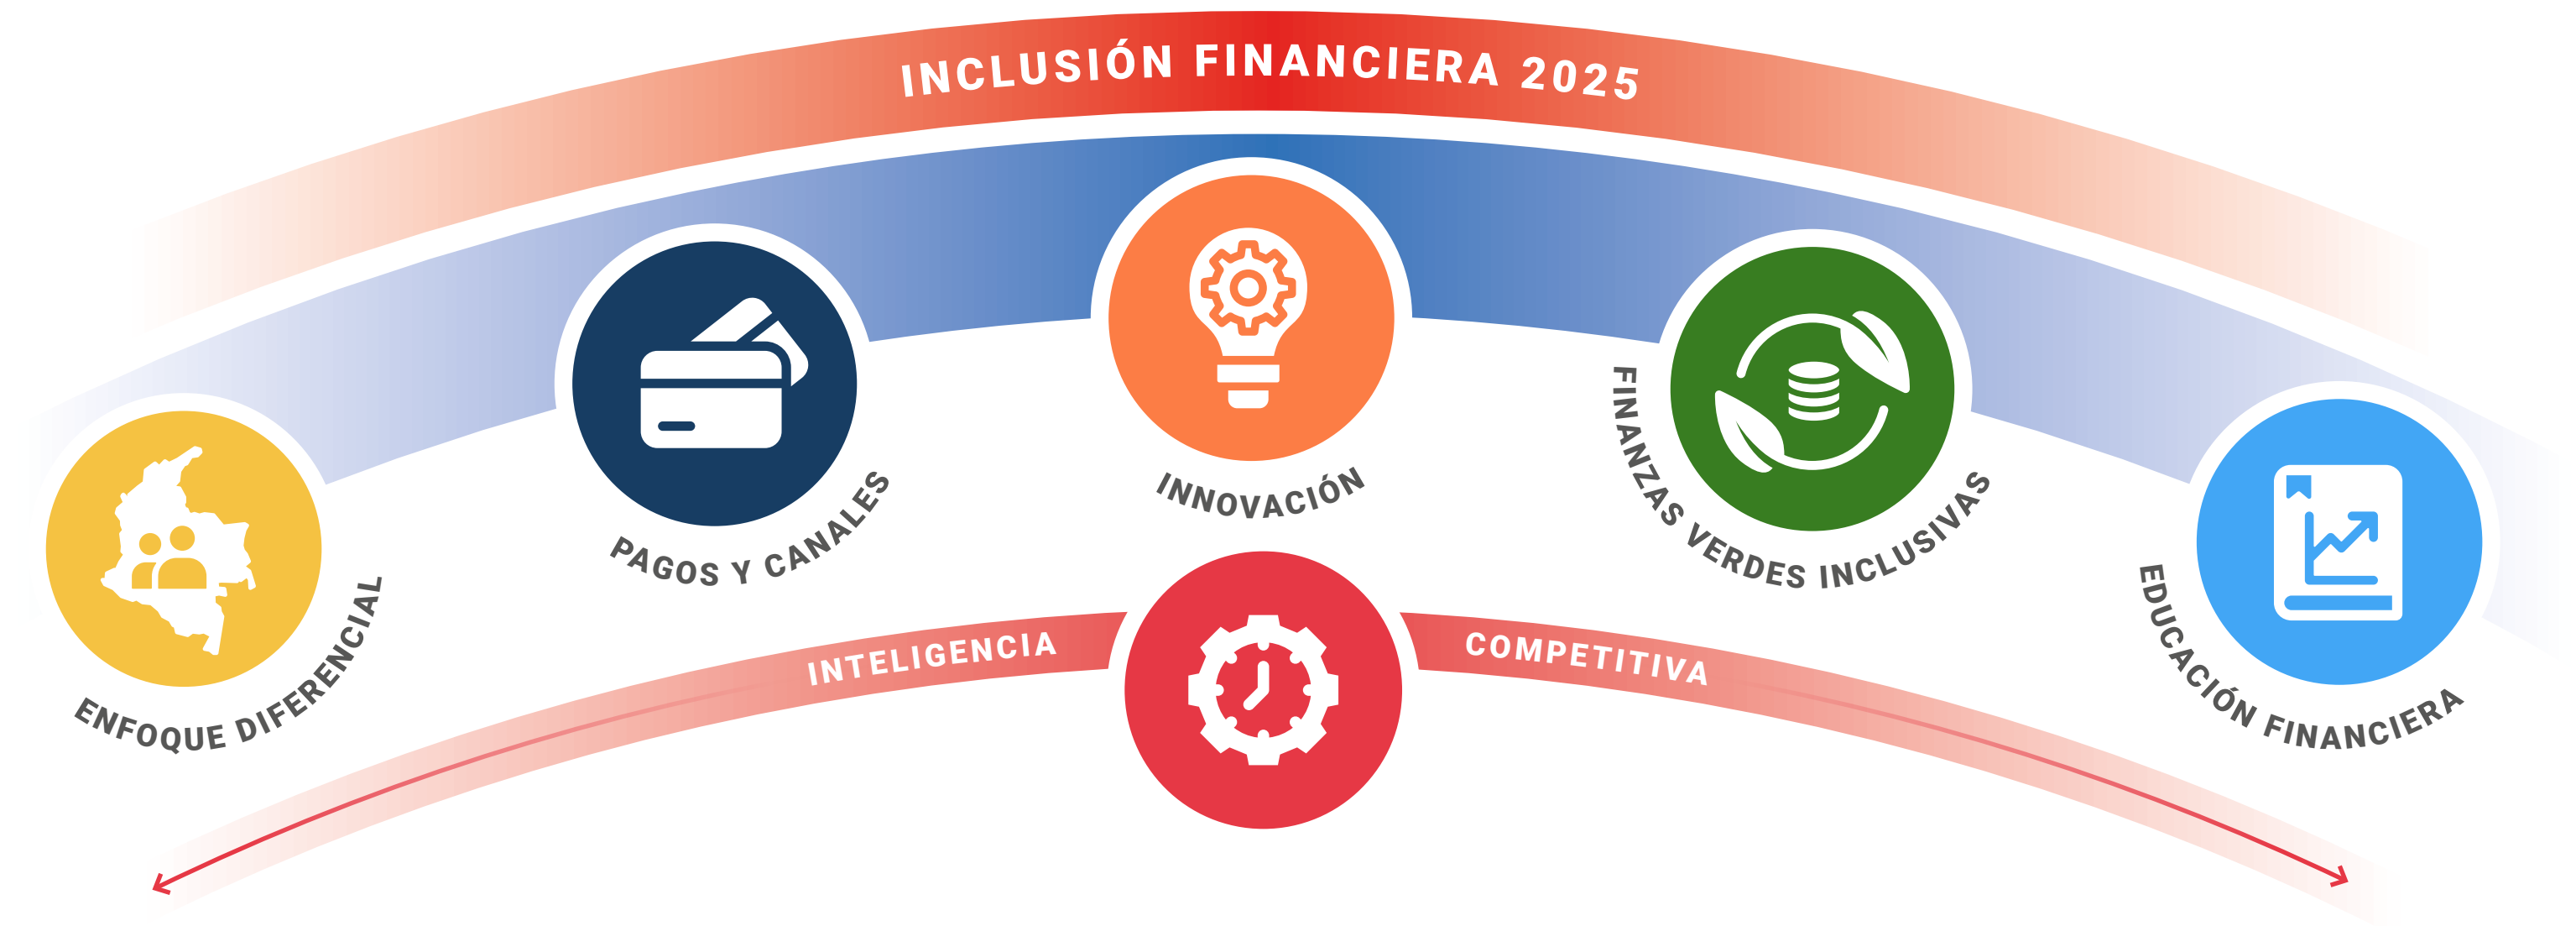 INCLUSIÓN FINANCIERA 2025
ENFOQUE DIFERENCIAL
PAGOS Y CANALES
INNOVACIÓN
FINANZAS VERDES INCLUSIVAS
EDUCACIÓN FINANCIERA
INTELIGENCIA COMPETITIVA